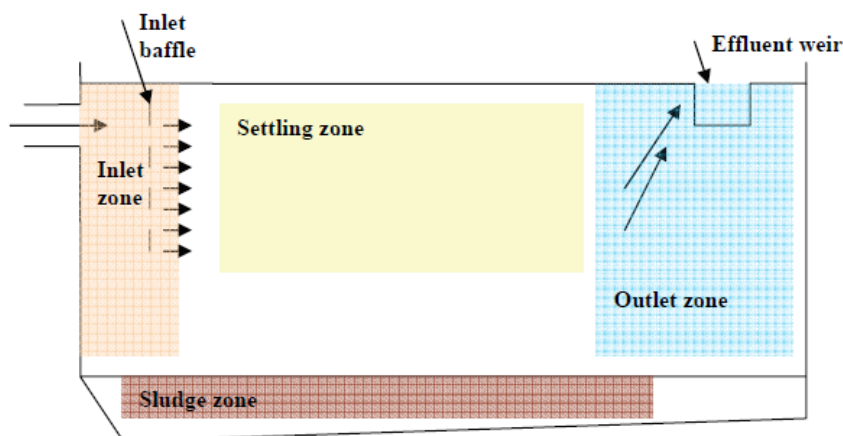 Inlet
baffle
Effluent weir
Settling zone
Inlet
zone
Outlet zone
Sludge zone